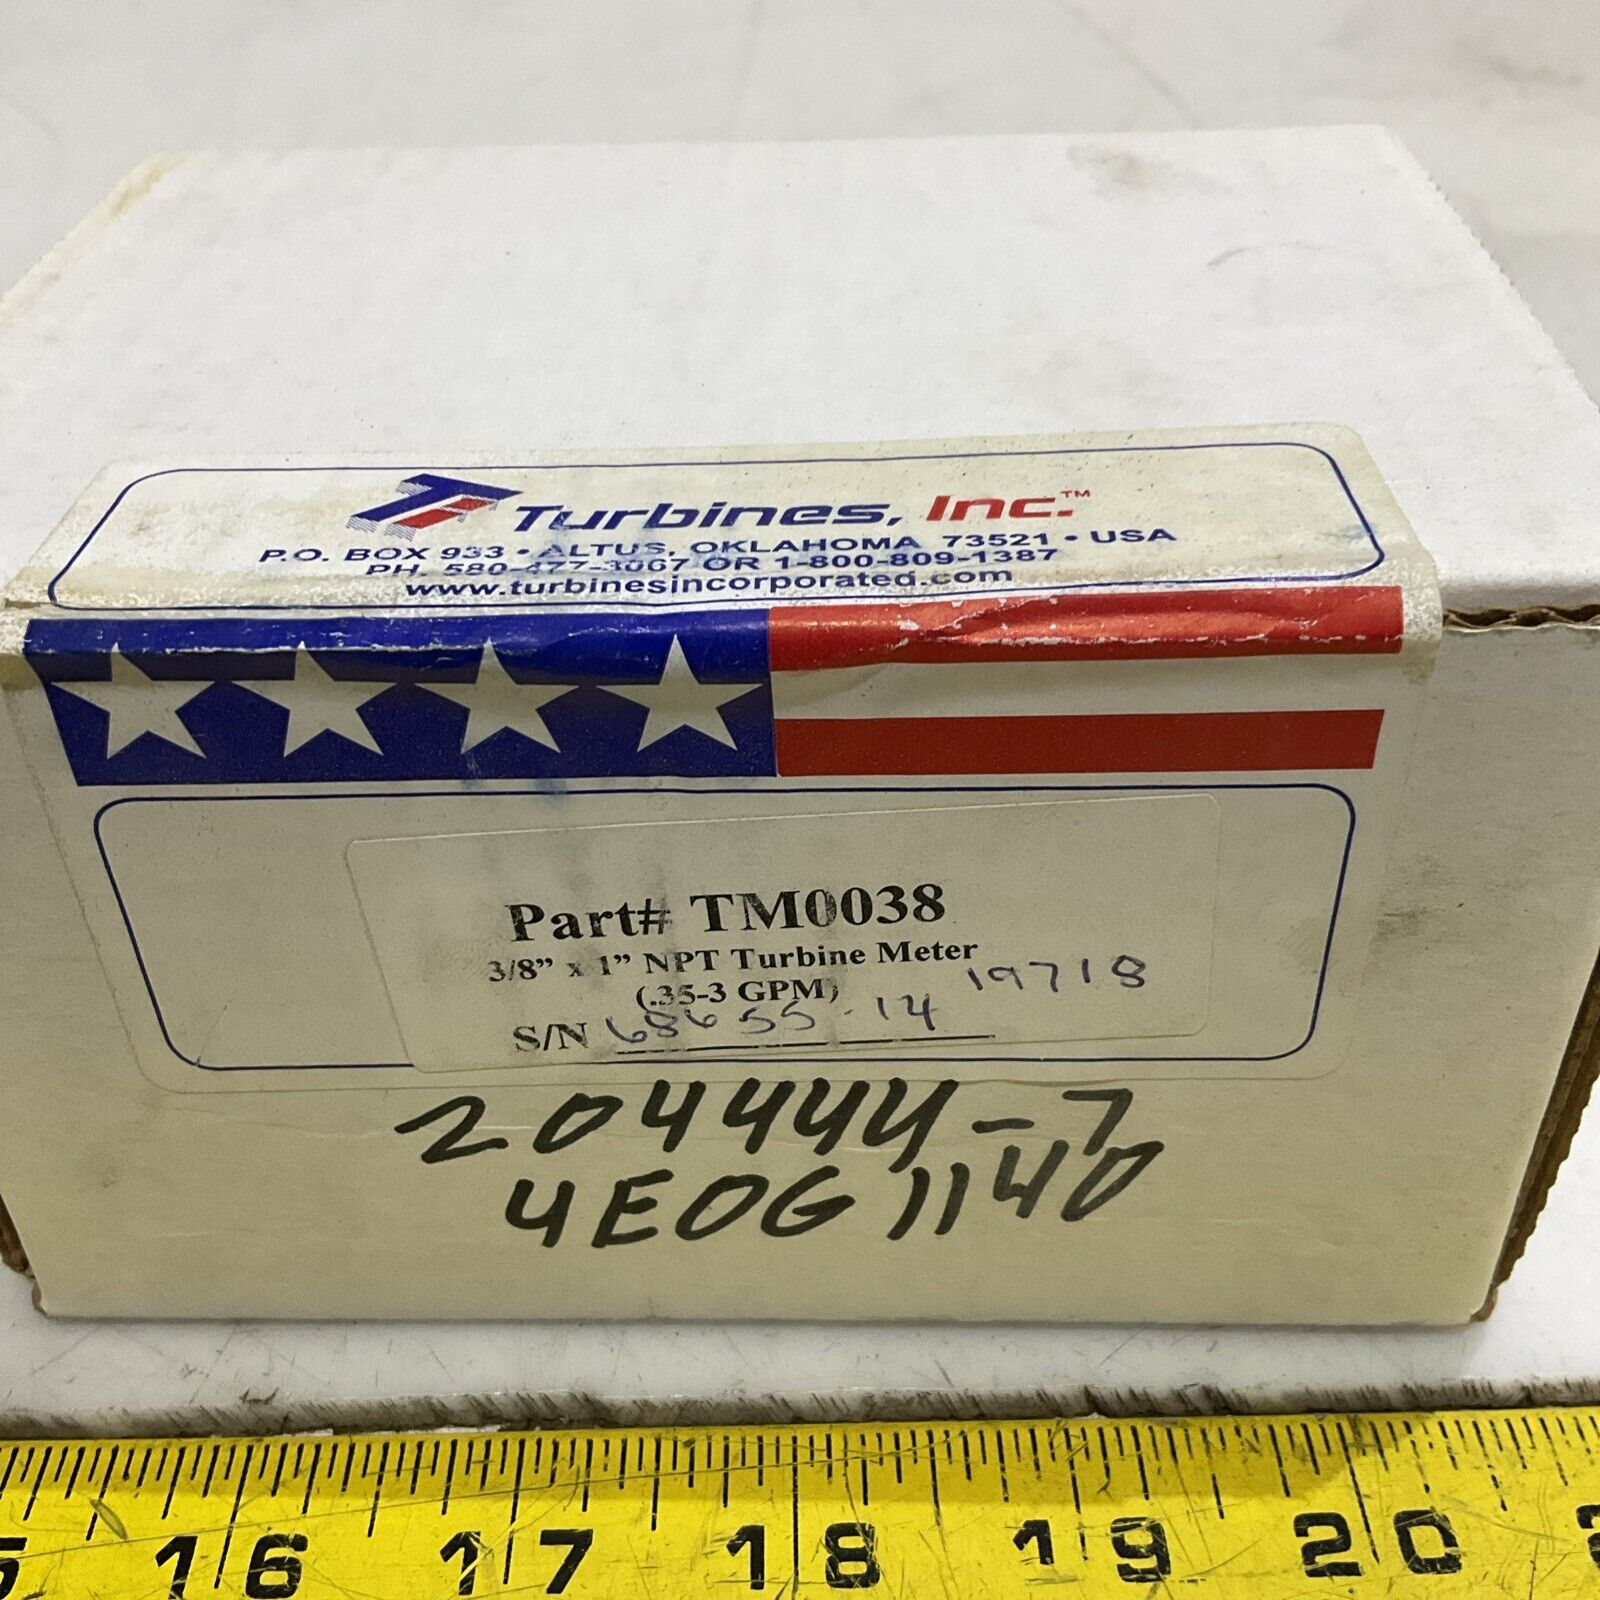 Turbines, Inc.™
P.O. BOX 933 • ALTUS, OKLAHOMA 73521 • USA
PH. 580-477-3067 OR 1-800-809-1387
www.turbinesincorporated.com
Part# TM0038
3/8” x 1” NPT Turbine Meter
(.35-3 GPM)
19718
S/N 68655-14
204444-7
4E0G1140
16 17 18 19 20